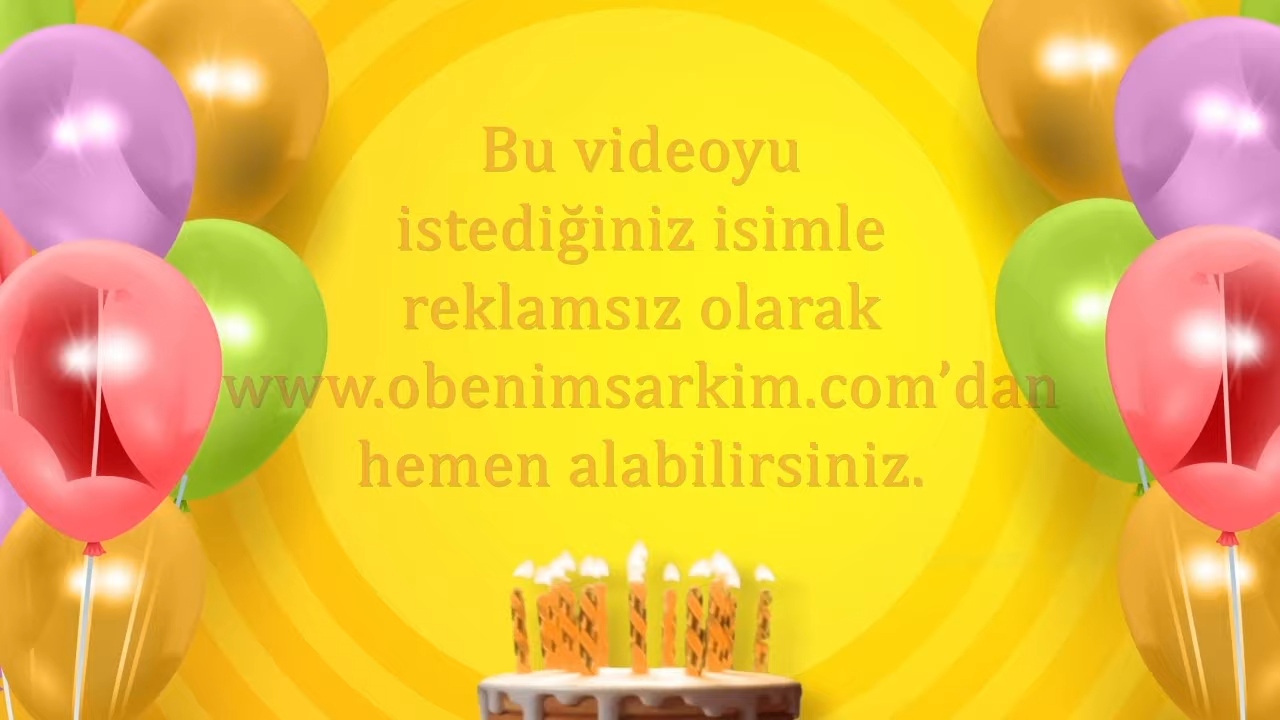 Bu videoyu
istediğiniz isimle
reklamsız olarak
www.obenimsarkim.com’dan
hemen alabilirsiniz.